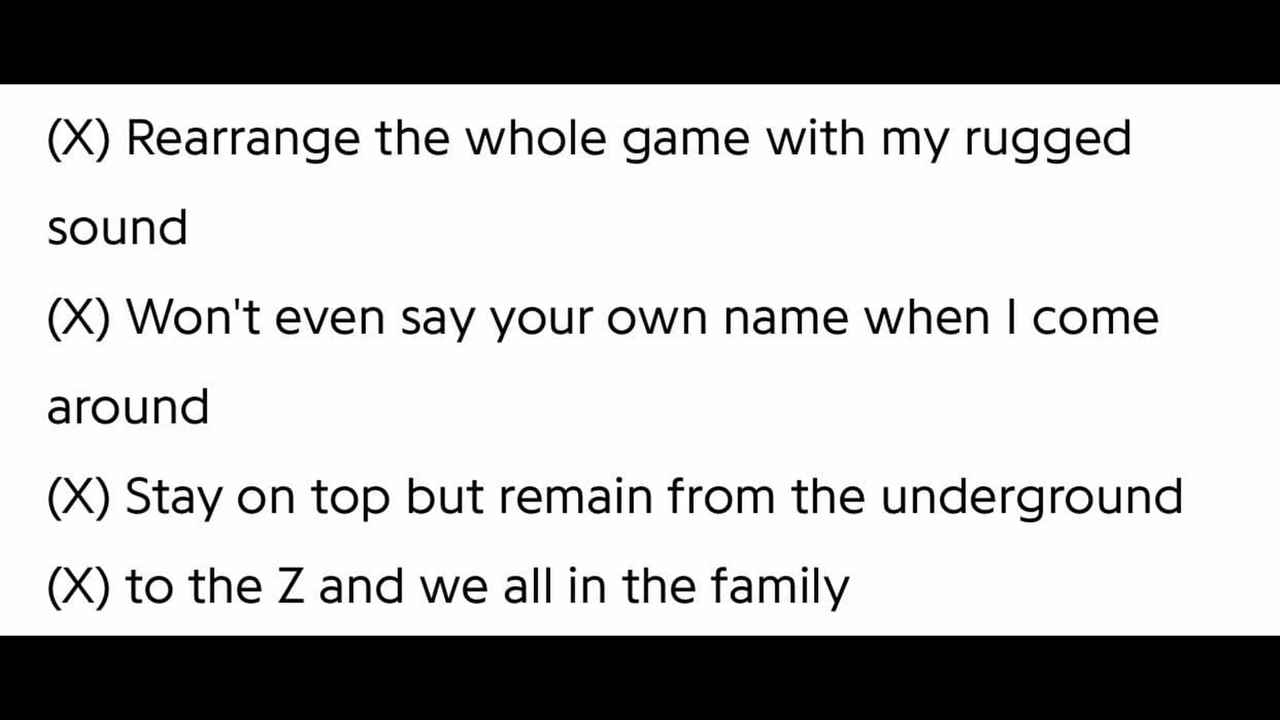 (X) Rearrange the whole game with my rugged
sound
(X) Won't even say your own name when I come
around
(X) Stay on top but remain from the underground
(X) to the Z and we all in the family